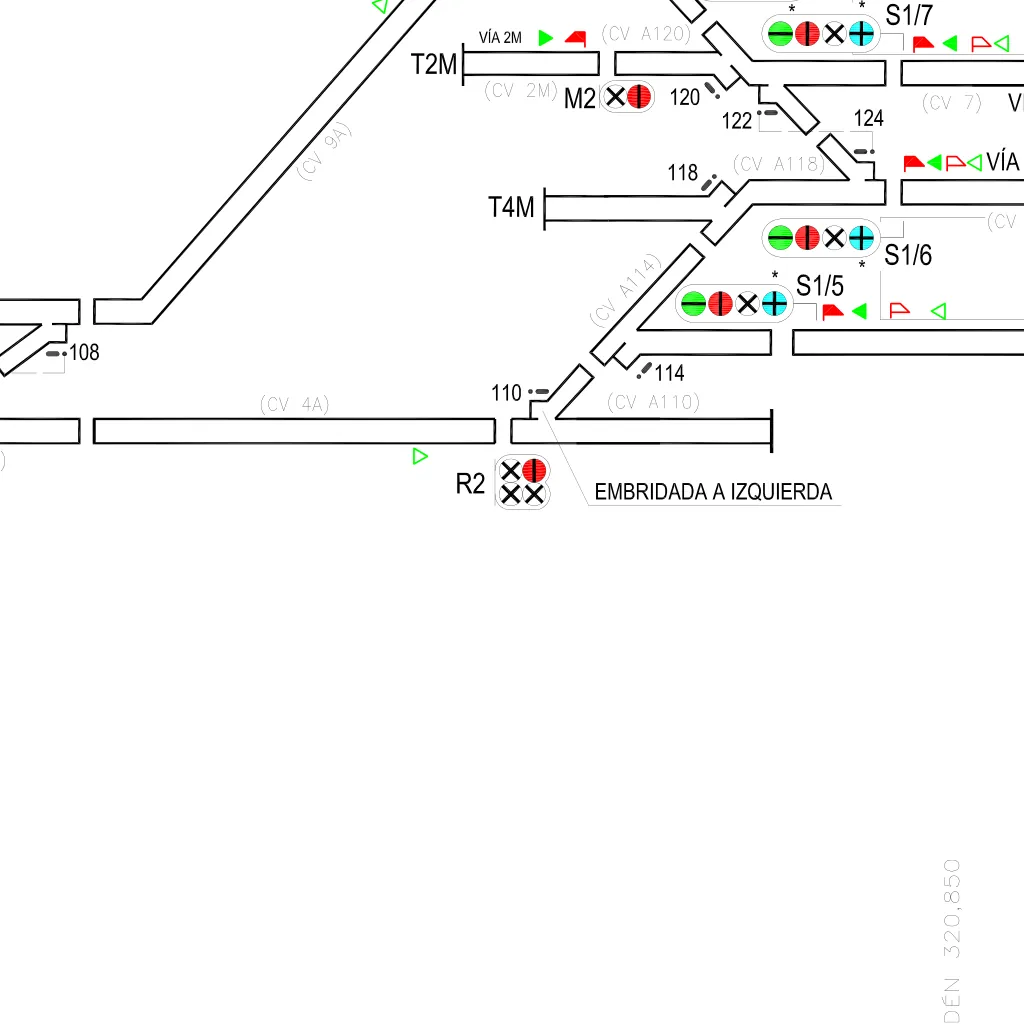 * * S1/7
VÍA 2M (CV A120)
T2M
(CV 2M) M2 120 (CV 7)
122 124
(CV 9A)
118 (CV A118) VÍA
T4M
(CV
S1/6
*
(CV A114)
* S1/5
108
114
110
(CV 4A) (CV A110)
R2
EMBRIDADA A IZQUIERDA
320,850